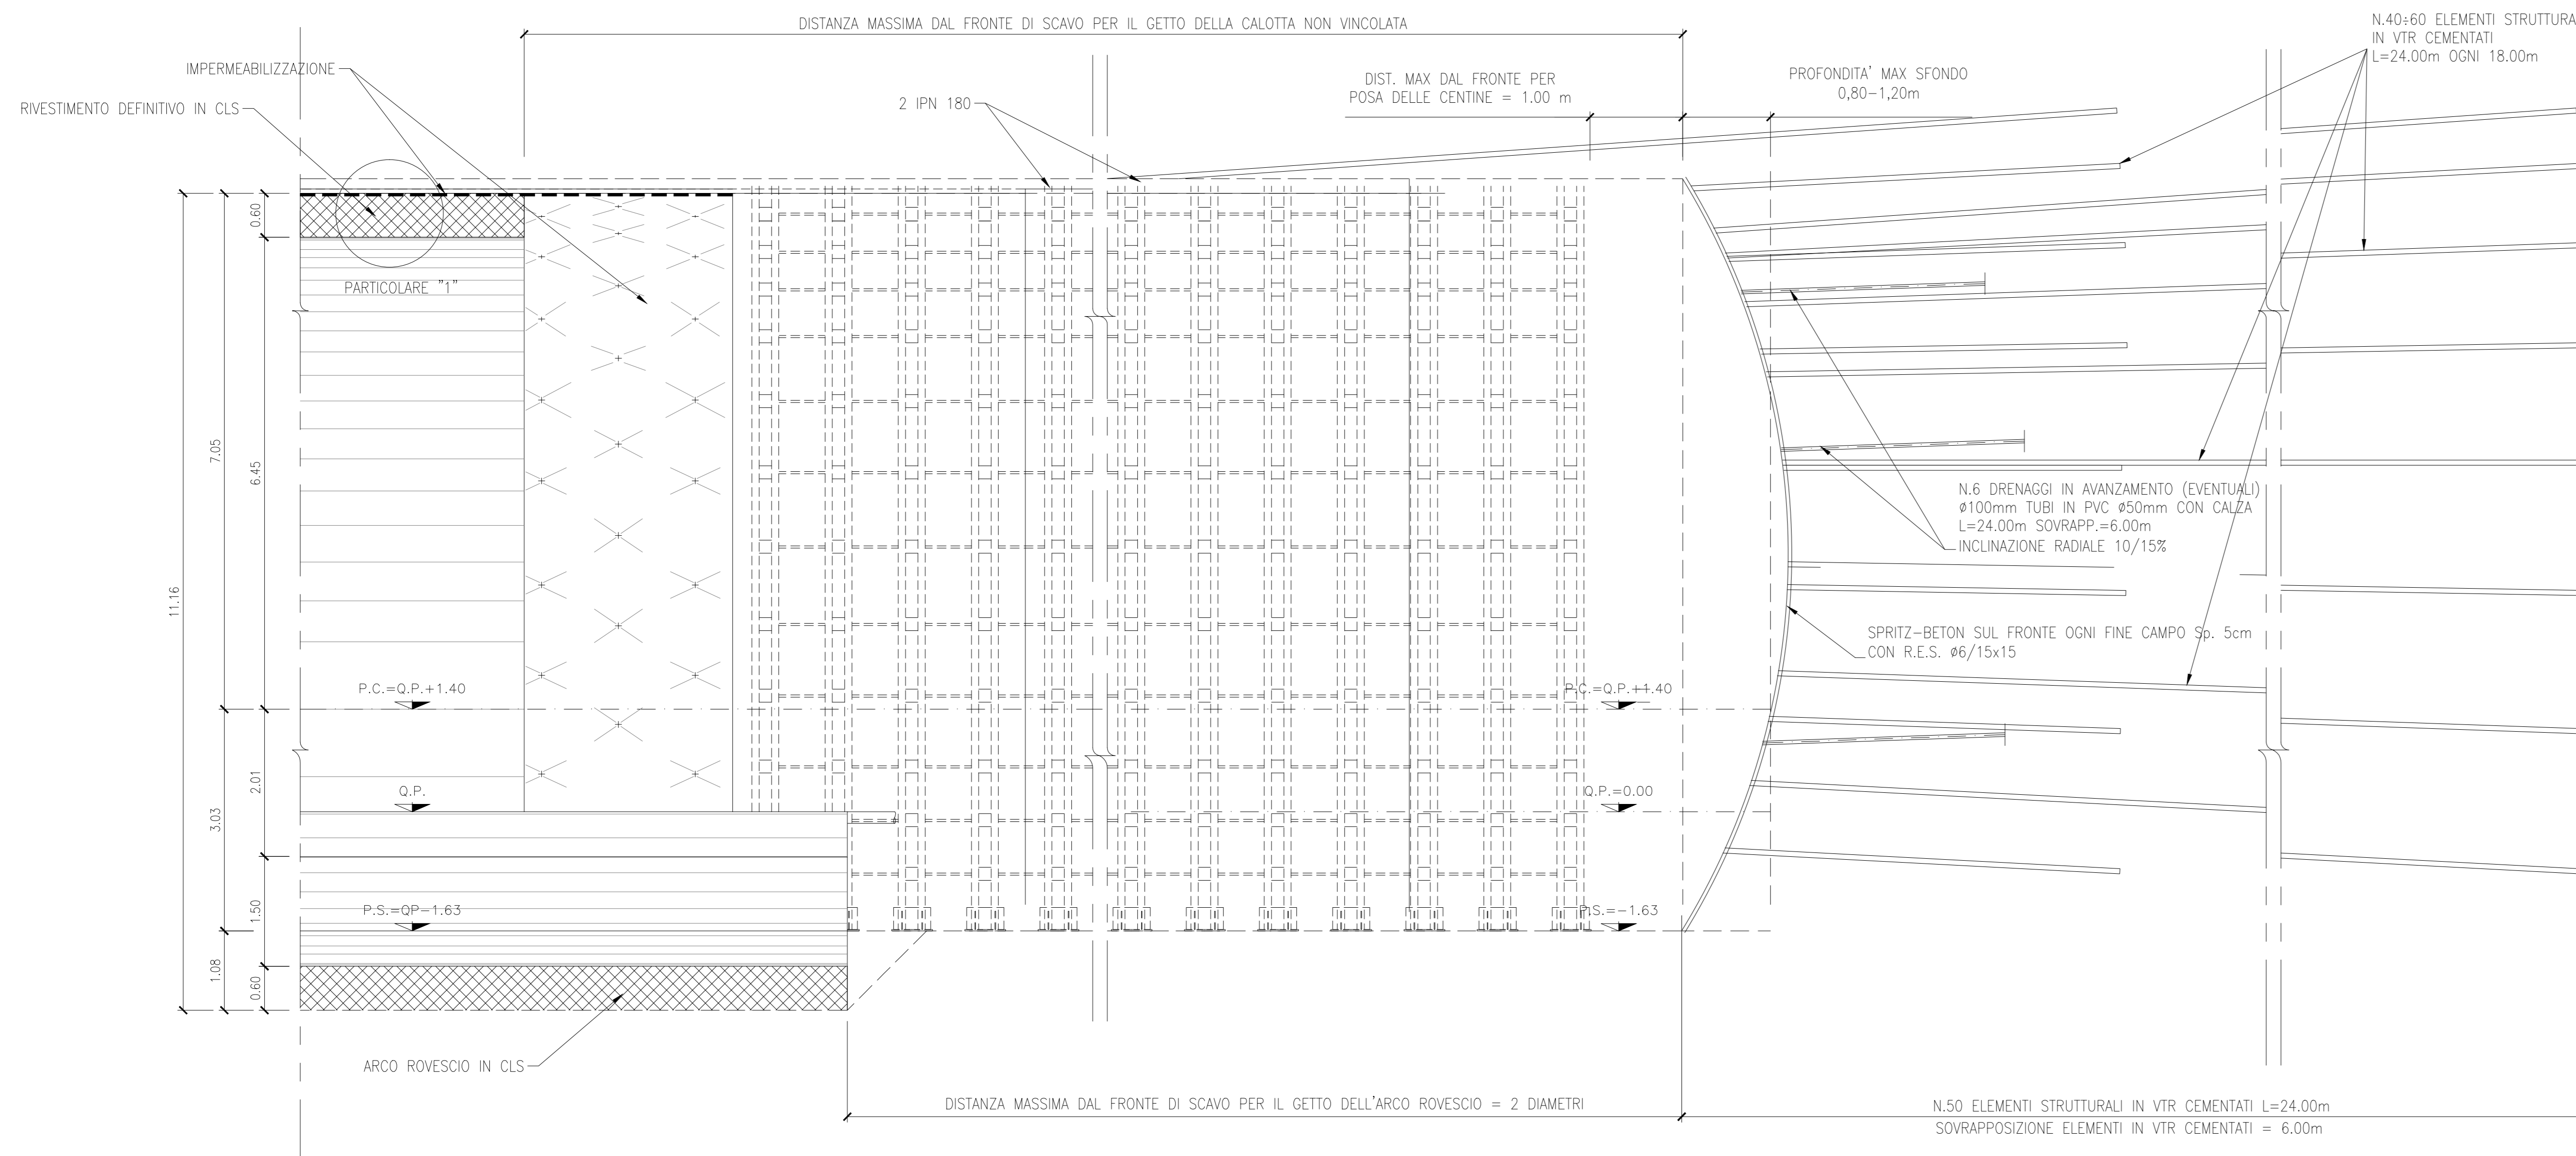 DISTANZA MASSIMA DAL FRONTE DI SCAVO PER IL GETTO DELLA CALOTTA NON VINCOLATA
N.40÷60 ELEMENTI STRUTTURA
IN VTR CEMENTATI
L=24.00m OGNI 18.00m
IMPERMEABILIZZAZIONE
RIVESTIMENTO DEFINITIVO IN CLS
2 IPN 180
DIST. MAX DAL FRONTE PER
POSA DELLE CENTINE = 1.00 m
PROFONDITA' MAX SFONDO
0,80-1,20m
PARTICOLARE "1"
0.60
7.05
6.45
11.16
2.01
3.03
1.50
1.08
0.60
N.6 DRENAGGI IN AVANZAMENTO (EVENTUALI)
ø100mm TUBI IN PVC ø50mm CON CALZA
L=24.00m SOVRAPP.=6.00m
INCLINAZIONE RADIALE 10/15%
SPRITZ-BETON SUL FRONTE OGNI FINE CAMPO Sp. 5cm
CON R.E.S. ø6/15x15
P.C.=Q.P.+1.40
P.C.=Q.P.+1.40
Q.P.
Q.P.=0.00
P.S.=QP-1.63
P.S.=-1.63
ARCO ROVESCIO IN CLS
DISTANZA MASSIMA DAL FRONTE DI SCAVO PER IL GETTO DELL'ARCO ROVESCIO = 2 DIAMETRI
N.50 ELEMENTI STRUTTURALI IN VTR CEMENTATI L=24.00m
SOVRAPPOSIZIONE ELEMENTI IN VTR CEMENTATI = 6.00m